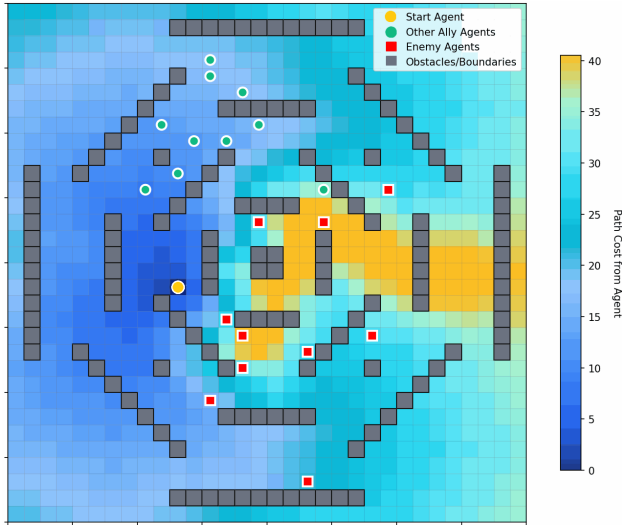 Start Agent
Other Ally Agents
Enemy Agents
Obstacles/Boundaries
40
35
30
25
20
15
10
5
0
Path Cost from Agent